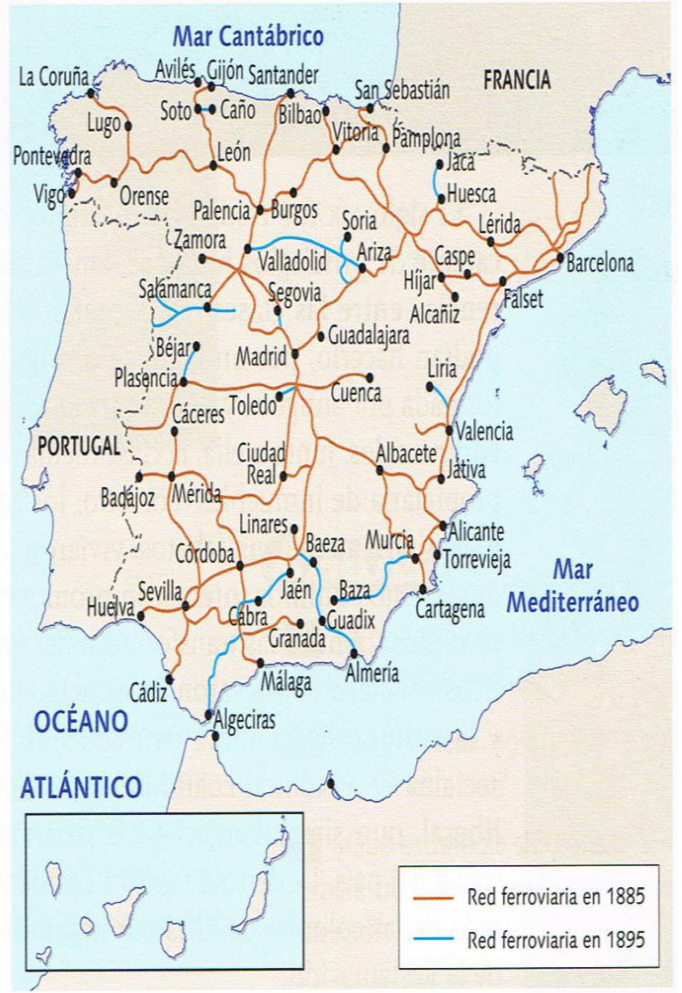 Mar Cantábrico
FRANCIA
La Coruña
Avilés
Gijón
Santander
San Sebastián
Soto
Caño
Bilbao
Lugo
Vitoria
Pamplona
Pontevedra
León
Jaca
Vigo
Orense
Huesca
Palencia
Burgos
Soria
Lérida
Zamora
Valladolid
Ariza
Caspe
Barcelona
Híjar
Salamanca
Segovia
Alcañiz
Falset
Béjar
Guadalajara
Madrid
Liria
Plasencia
Toledo
Cuenca
Cáceres
PORTUGAL
Valencia
Ciudad
Real
Albacete
Játiva
Badajoz
Mérida
Linares
Baeza
Murcia
Alicante
Torrevieja
Córdoba
Mar
Mediterráneo
Jaén
Baza
Sevilla
Huelva
Cabra
Guadix
Cartagena
Granada
Almería
Málaga
Cádiz
OCÉANO
ATLÁNTICO
Algeciras
Red ferroviaria en 1885
Red ferroviaria en 1895